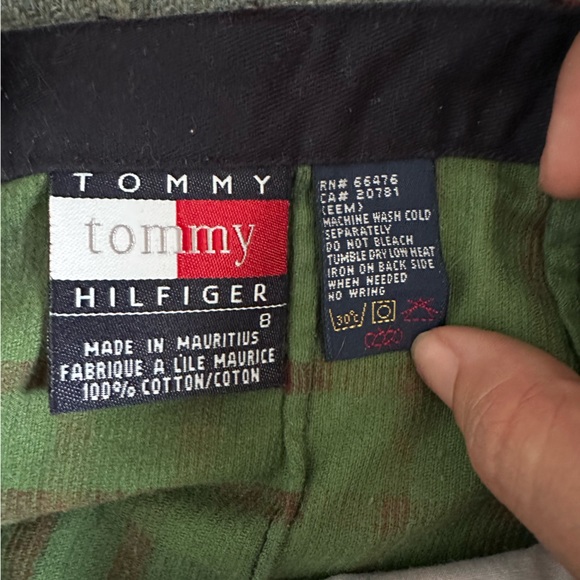 TOMMY
tommy
HILFIGER
8
MADE IN MAURITIUS
FABRIQUE A L'ILE MAURICE
100% COTTON/COTON
RN# 66476
CA# 20781
(EEM)
MACHINE WASH COLD
SEPARATELY
DO NOT BLEACH
TUMBLE DRY LOW HEAT
IRON ON BACK SIDE
WHEN NEEDED
NO WRING
30°C